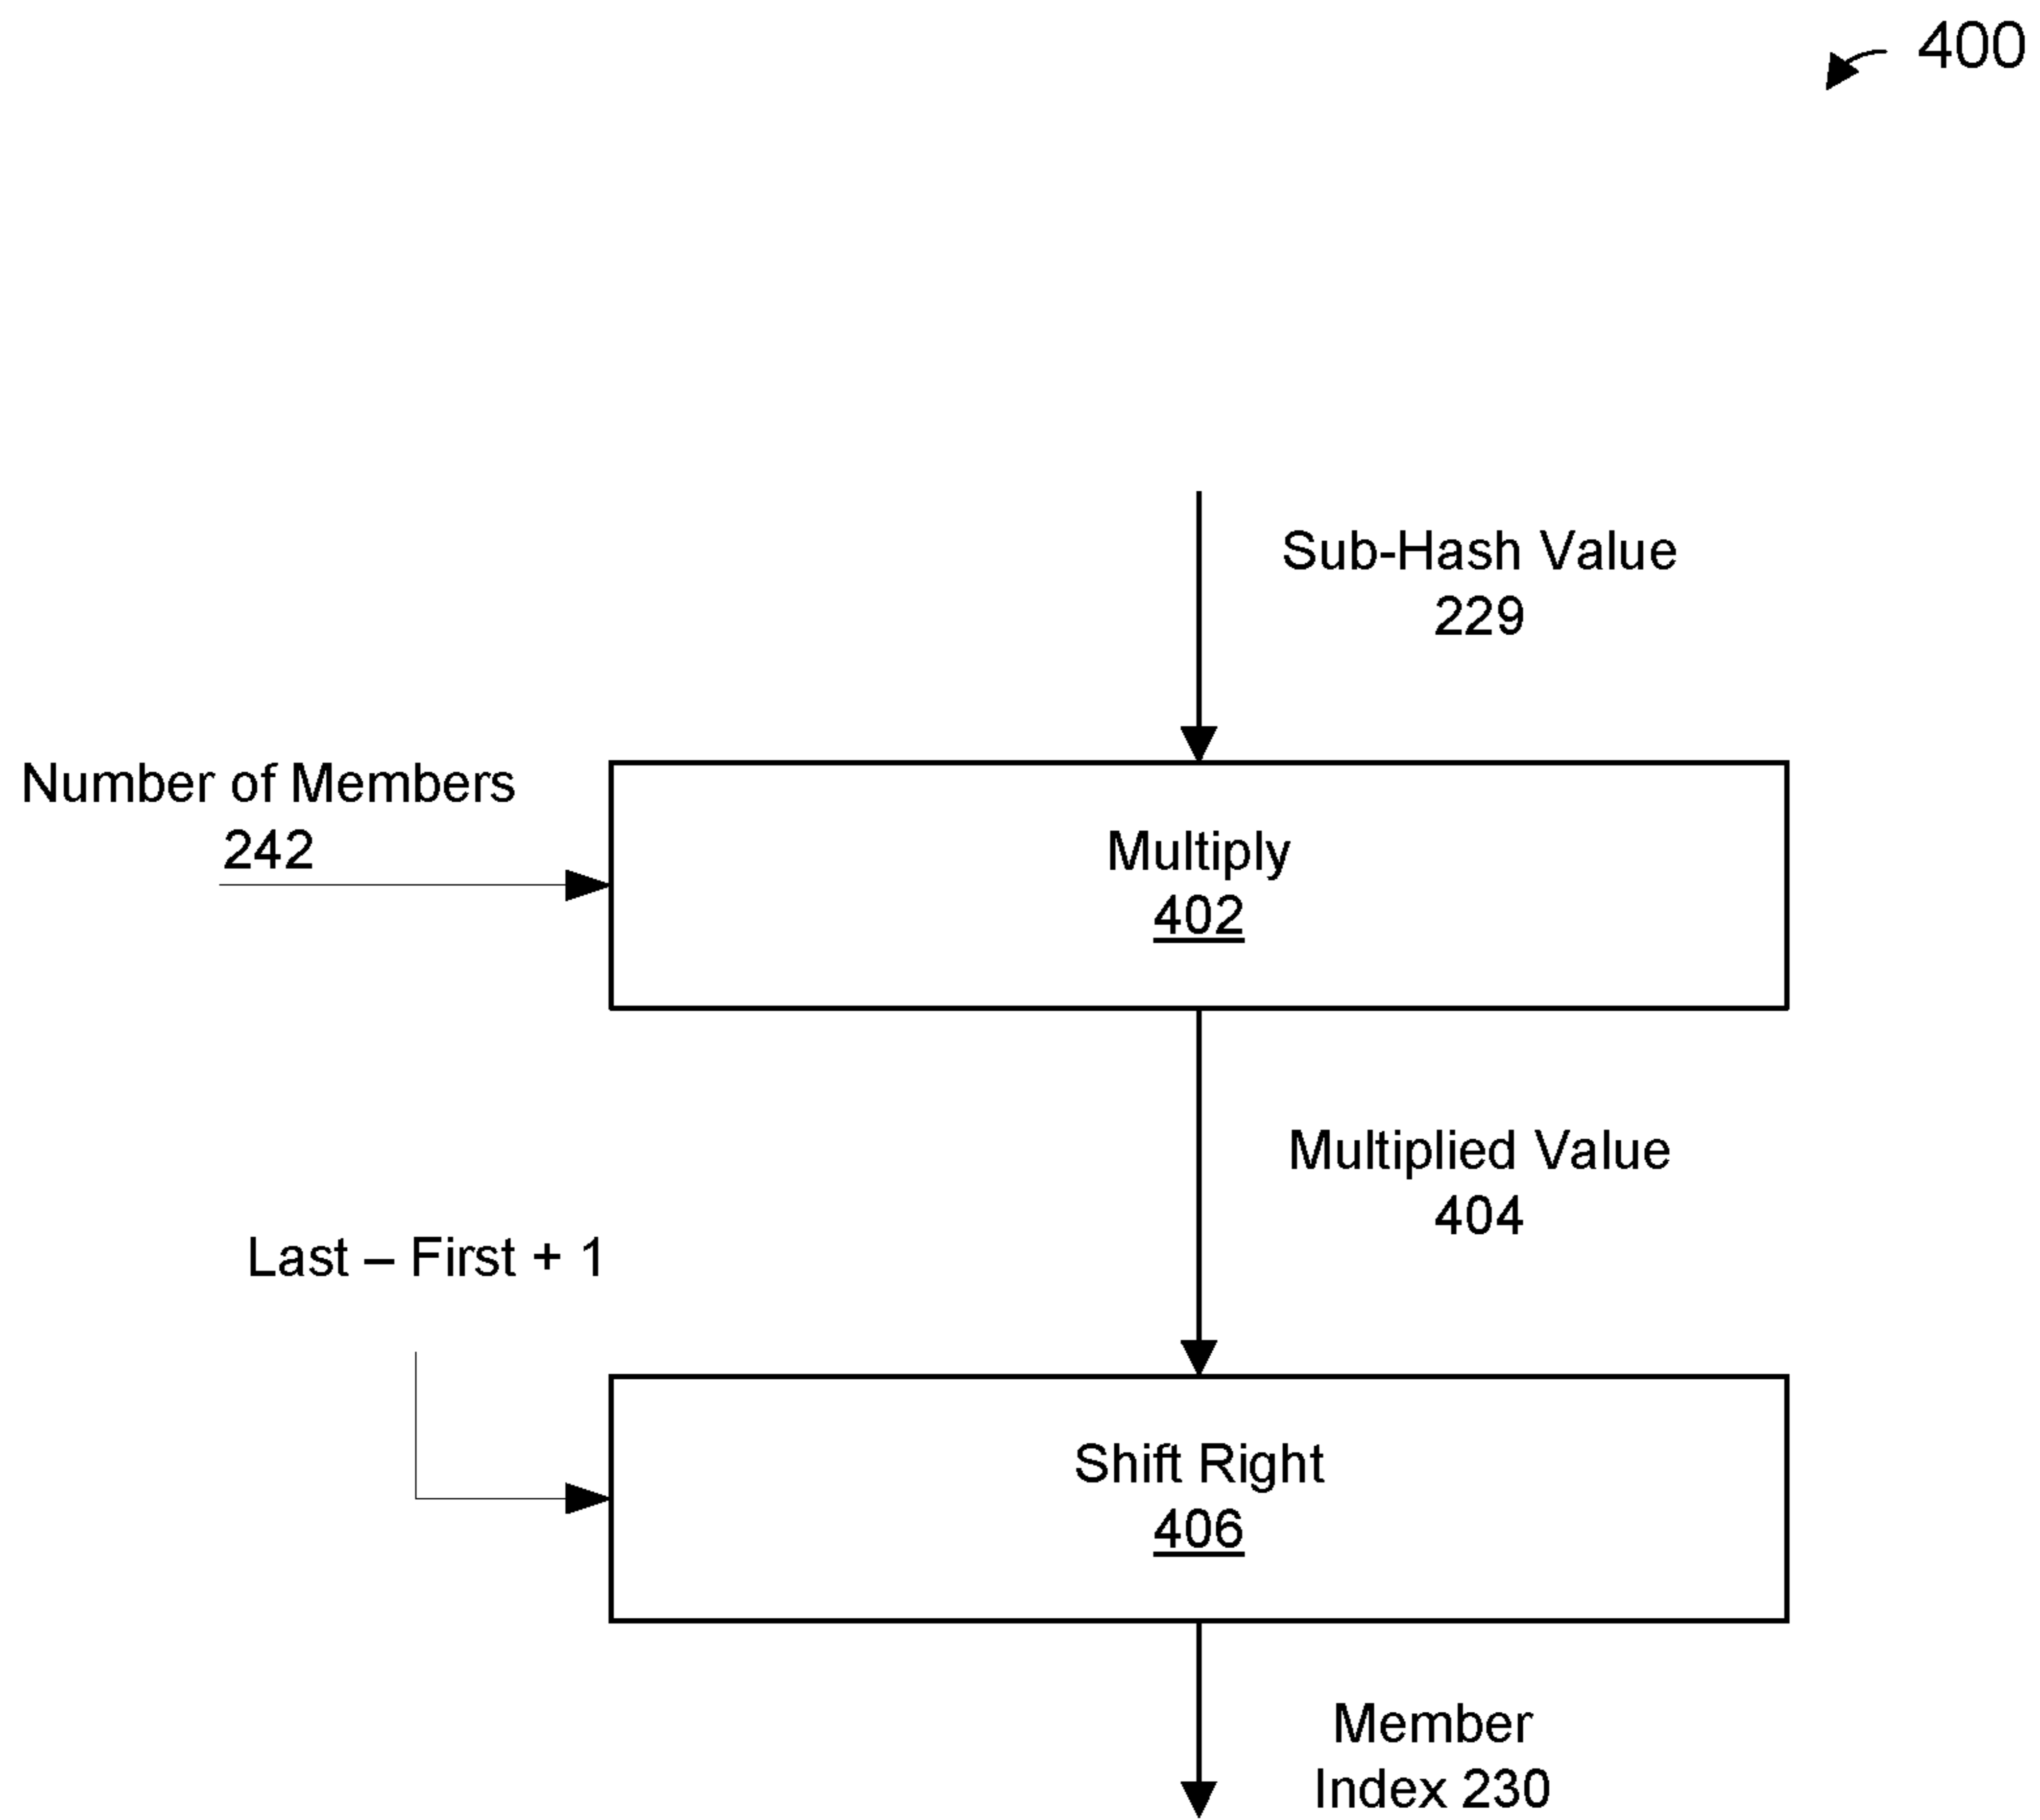 400
Sub-Hash Value
229
Number of Members
242
Multiply
402
Multiplied Value
404
Last – First + 1
Shift Right
406
Member
Index 230